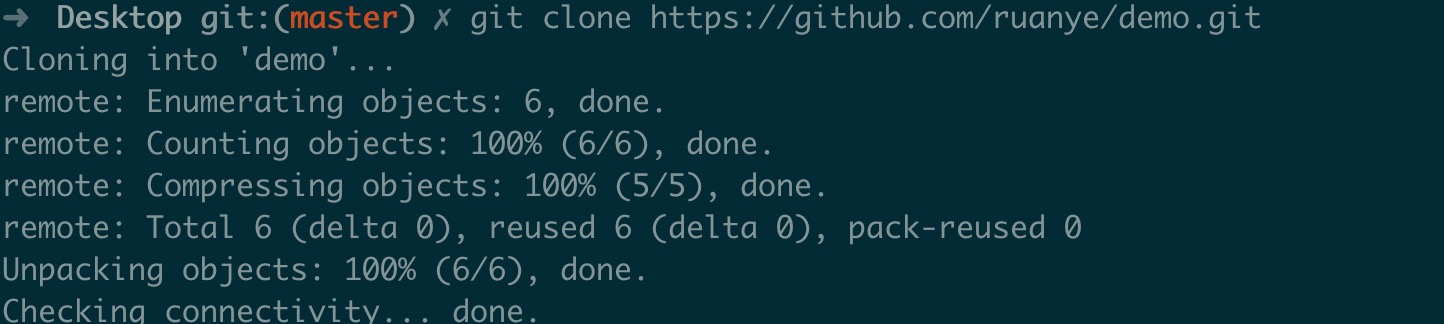 ➜ Desktop git:(master) ✗ git clone https://github.com/ruanye/demo.git
Cloning into 'demo'...
remote: Enumerating objects: 6, done.
remote: Counting objects: 100% (6/6), done.
remote: Compressing objects: 100% (5/5), done.
remote: Total 6 (delta 0), reused 6 (delta 0), pack-reused 0
Unpacking objects: 100% (6/6), done.
Checking connectivity... done.